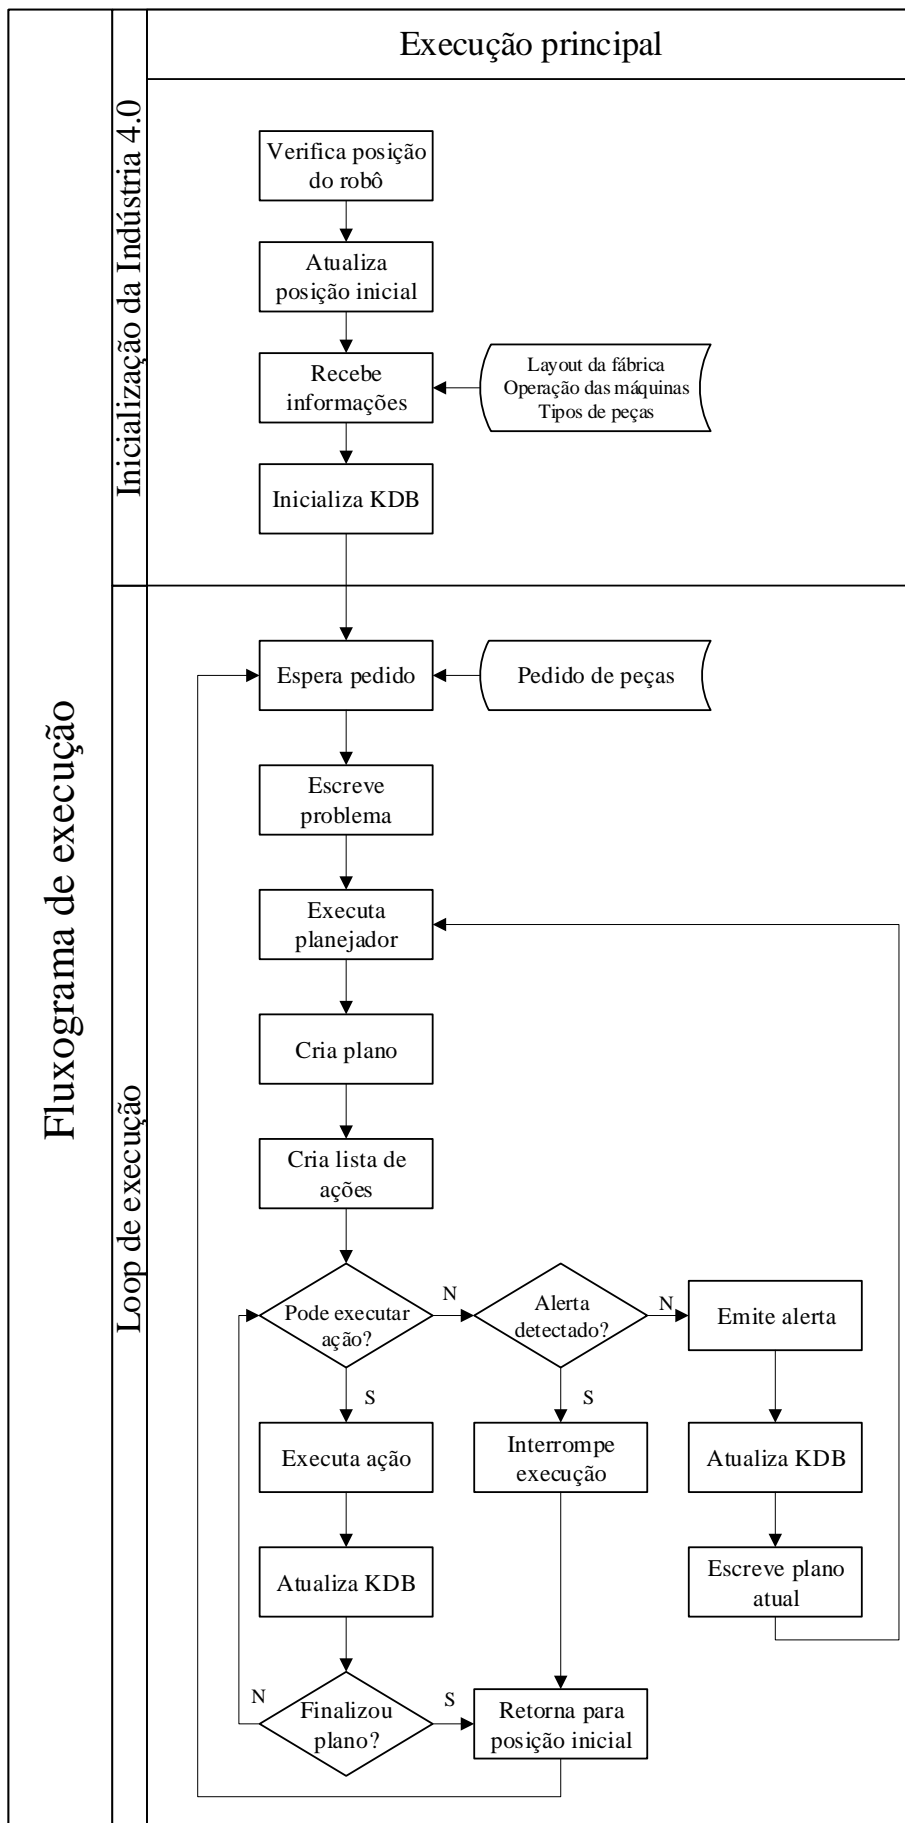 Fluxograma de execução
Execução principal
Inicialização da Indústria 4.0
Verifica posição
do robô
Atualiza
posição inicial
Recebe
informações
Layout da fábrica
Operação das máquinas
Tipos de peças
Inicializa KDB
Loop de execução
Espera pedido
Pedido de peças
Escreve
problema
Executa
planejador
Cria plano
Cria lista de
ações
Pode executar
ação?
N
Alerta
detectado?
N
Emite alerta
S
S
Executa ação
Interrompe
execução
Atualiza KDB
Atualiza KDB
Escreve plano
atual
Finalizou
plano?
N
S
Retorna para
posição inicial